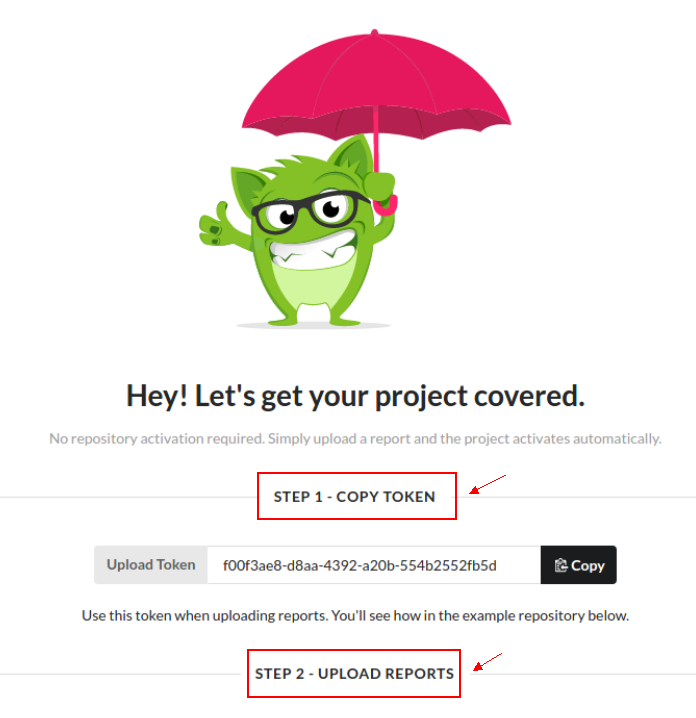 Hey! Let's get your project covered.
No repository activation required. Simply upload a report and the project activates automatically.
STEP 1 - COPY TOKEN
Upload Token f00f3ae8-d8aa-4392-a20b-554b2552fb5d Copy
Use this token when uploading reports. You'll see how in the example repository below.
STEP 2 - UPLOAD REPORTS